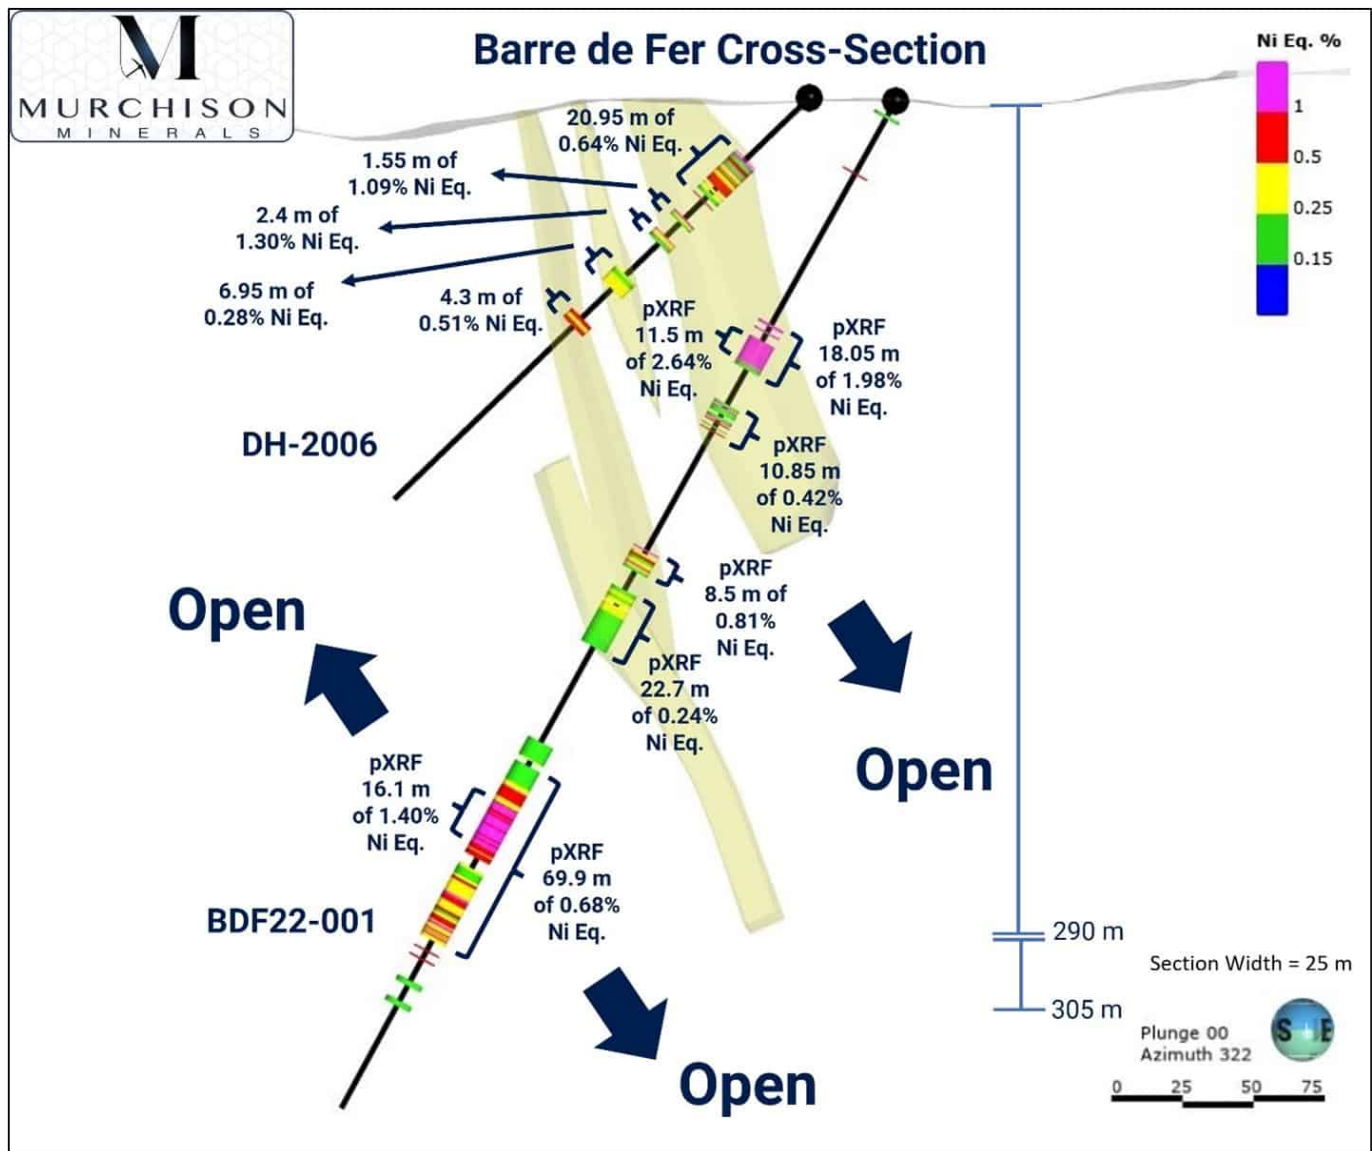 MURCHISON
MINERALS
Barre de Fer Cross-Section
Ni Eq. %
1
0.5
0.25
0.15
20.95 m of
0.64% Ni Eq.
1.55 m of
1.09% Ni Eq.
2.4 m of
1.30% Ni Eq.
6.95 m of
0.28% Ni Eq.
4.3 m of
0.51% Ni Eq.
pXRF
11.5 m
of 2.64%
Ni Eq.
pXRF
18.05 m
of 1.98%
Ni Eq.
DH-2006
pXRF
10.85 m
of 0.42%
Ni Eq.
pXRF
8.5 m of
0.81%
Ni Eq.
Open
pXRF
22.7 m
of 0.24%
Ni Eq.
Open
pXRF
16.1 m
of 1.40%
Ni Eq.
pXRF
69.9 m
of 0.68%
Ni Eq.
BDF22-001
290 m
Section Width = 25 m
305 m
Plunge 00
Azimuth 322
S E
0 25 50 75
Open